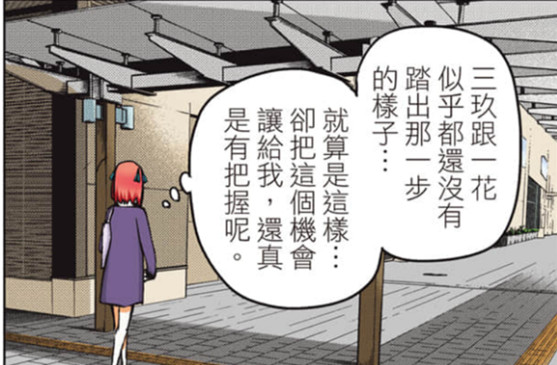 三玖跟一花
似乎都還沒有
踏出那一步
的樣子…
就算是這樣…
卻把這個機會
讓給我，還真
是有把握呢。